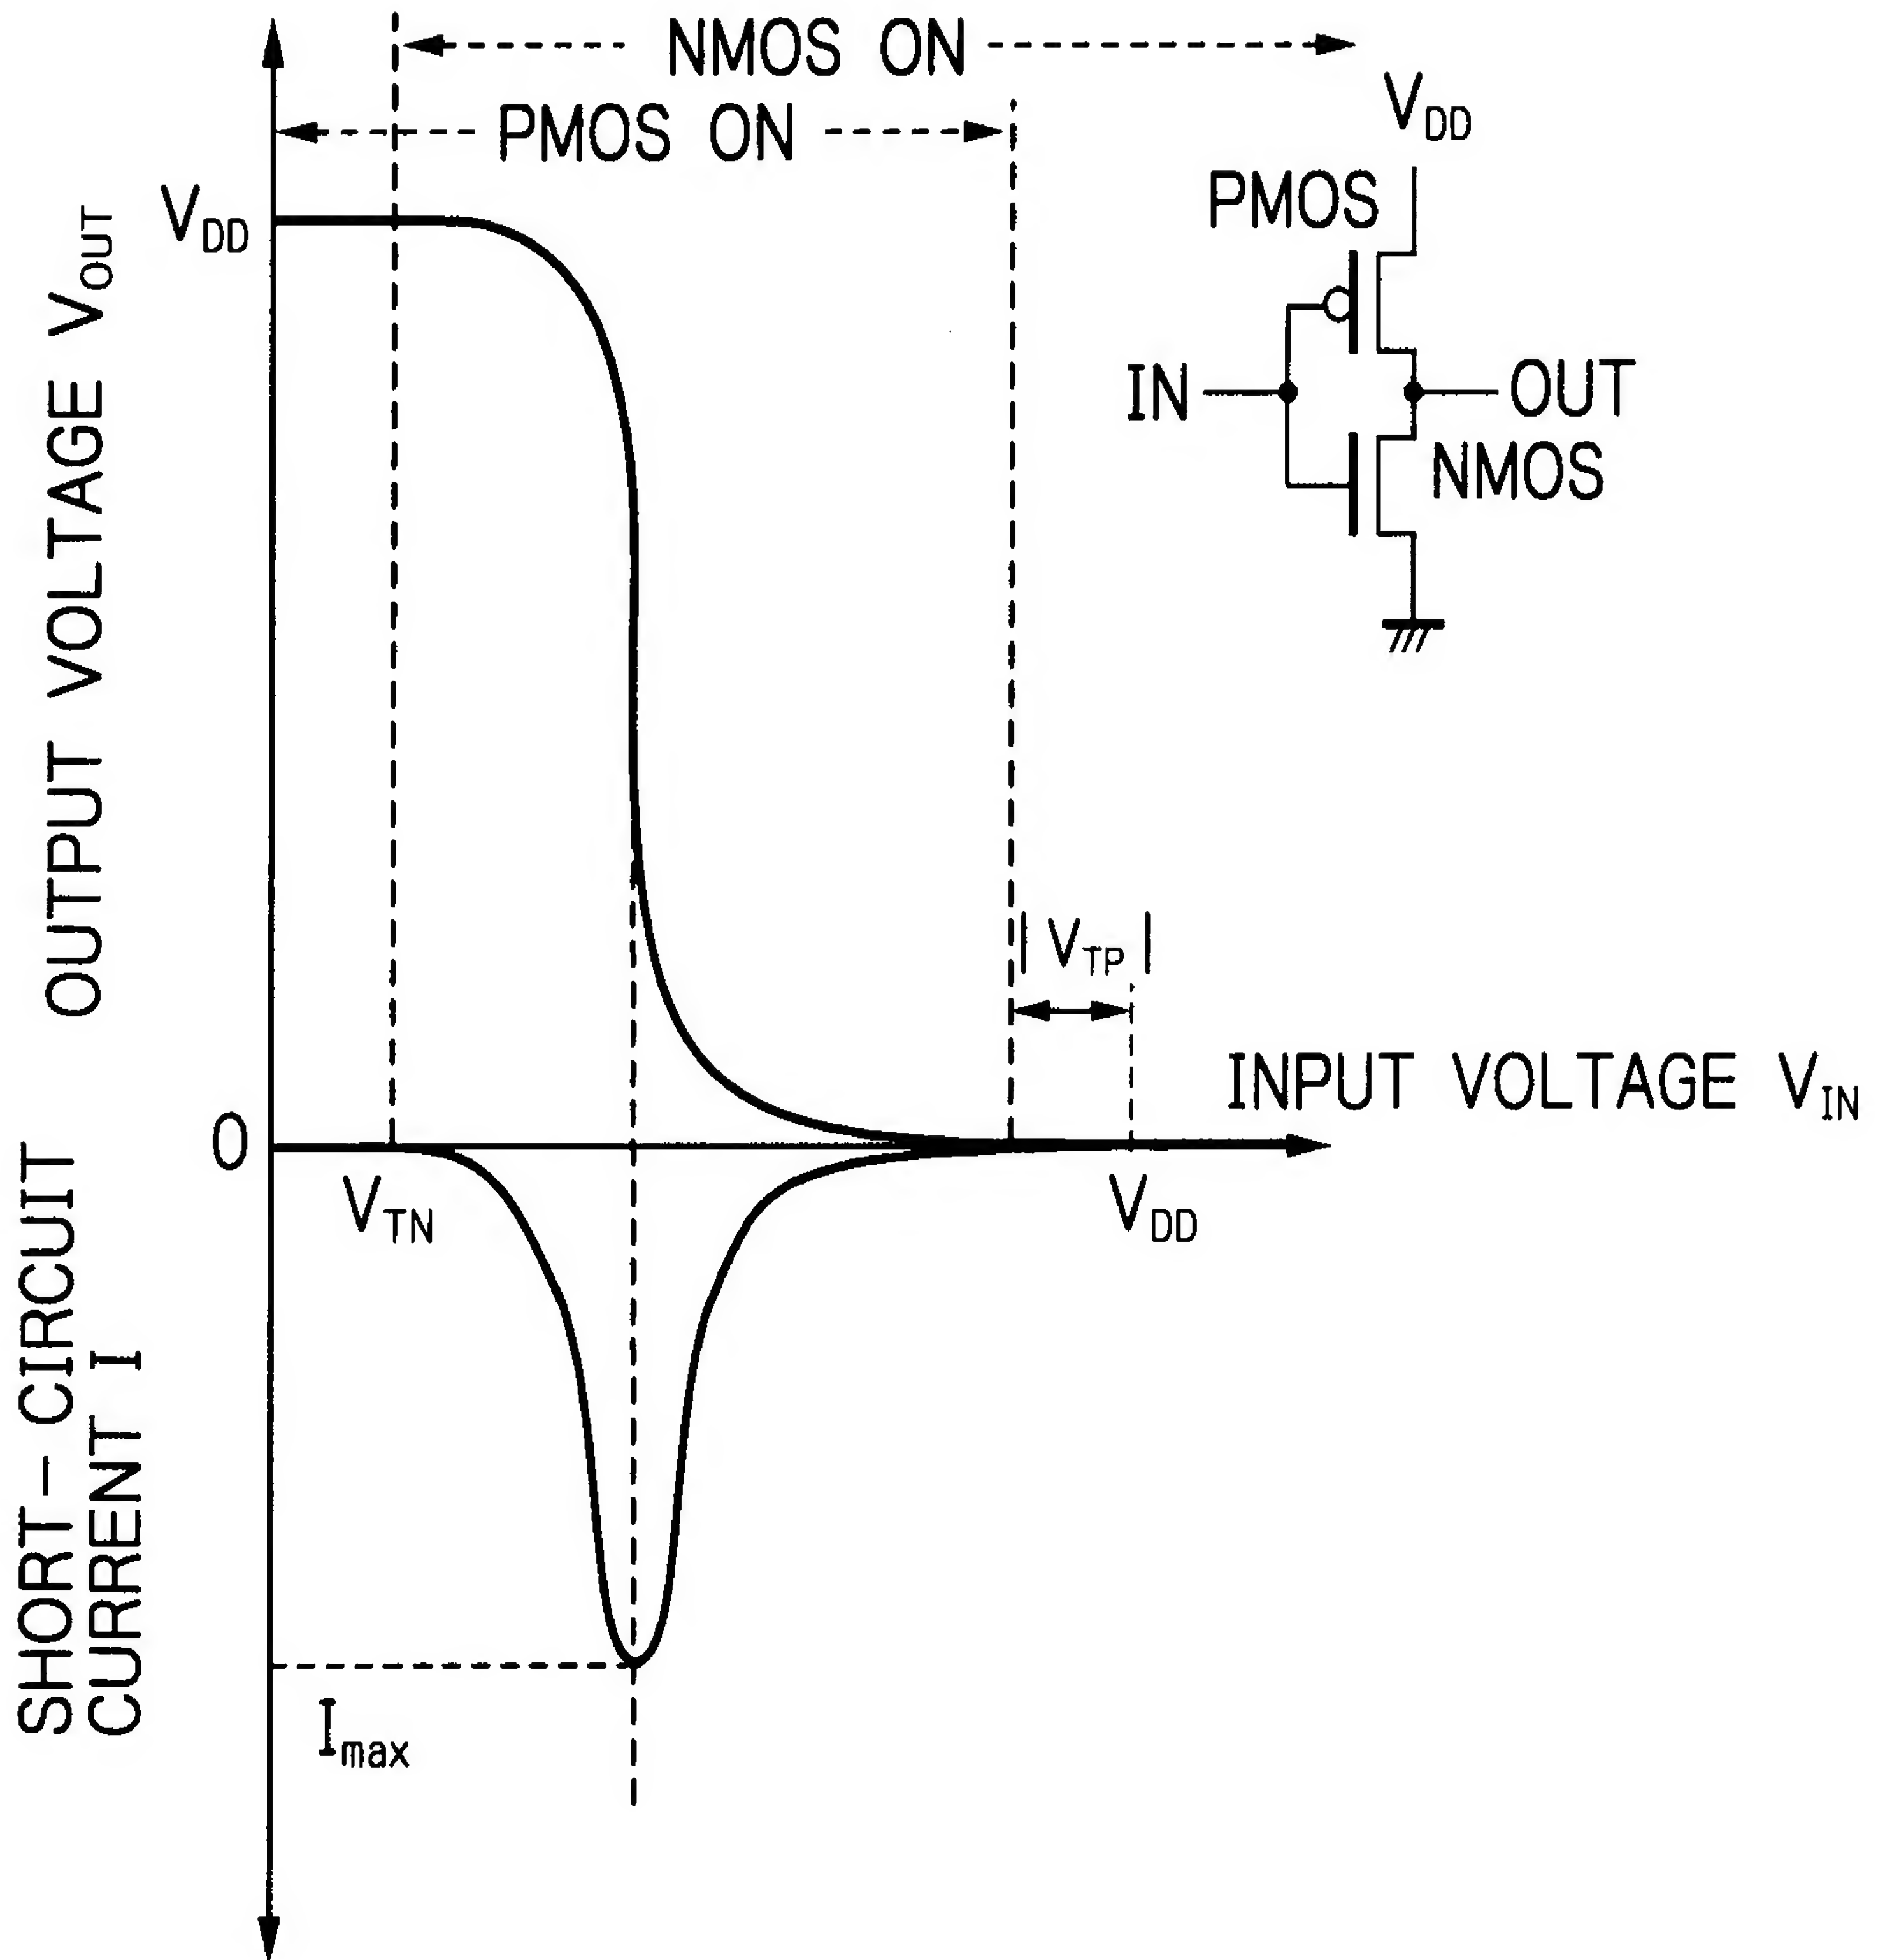 NMOS ON
PMOS ON
VDD
PMOS
VDD
IN
OUT
NMOS
OUTPUT VOLTAGE VOUT
| VTP |
INPUT VOLTAGE VIN
0
VTN
VDD
SHORT-CIRCUIT
CURRENT I
Imax